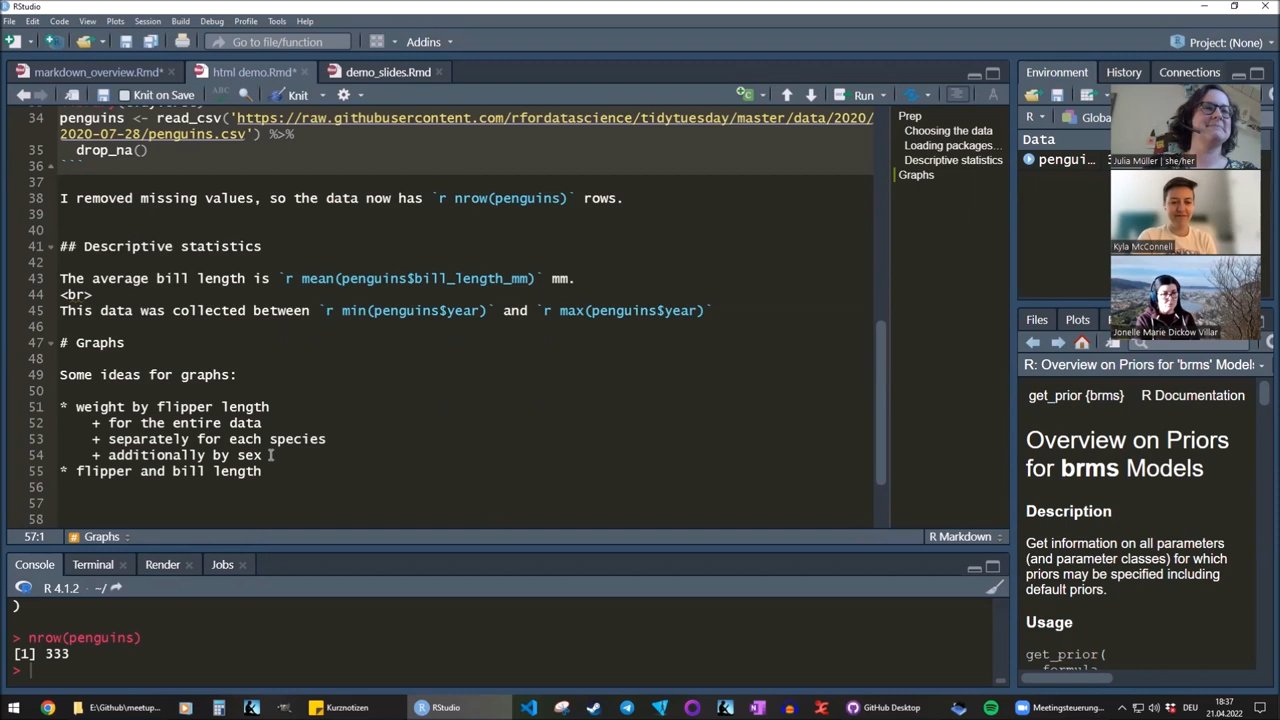 RStudio
File Edit Code View Plots Session Build Debug Profile Tools Help
Go to file/function
Addins
Project: (None)
markdown_overview.Rmd*
html demo.Rmd*
demo_slides.Rmd
Knit on Save
Knit
Run
34 penguins <- read_csv('https://raw.githubusercontent.com/rfordatascience/tidytuesday/master/data/2020/
2020-07-28/penguins.csv') %>%
35 drop_na()
36 ```
37
38 I removed missing values, so the data now has `r nrow(penguins)` rows.
39
40
41 ## Descriptive statistics
42
43 The average bill length is `r mean(penguins$bill_length_mm)` mm.
44 <br>
45 This data was collected between `r min(penguins$year)` and `r max(penguins$year)`
46
47 # Graphs
48
49 Some ideas for graphs:
50
51 * weight by flipper length
52 + for the entire data
53 + separately for each species
54 + additionally by sex
55 * flipper and bill length
56
57
58
57:1 # Graphs
R Markdown
Prep
Choosing the data
Loading packages...
Descriptive statistics
Graphs
Console Terminal Render Jobs
R 4.1.2 · ~/
)
> nrow(penguins)
[1] 333
>
Environment History Connections
R
Globa
Data
pengui...
Julia Müller | she/her
Kyla McConnell
Jonelle Marie Dickow Villar
Files Plots
R: Overview on Priors for 'brms' Models
get_prior {brms} R Documentation
Overview on Priors
for brms Models
Description
Get information on all parameters
(and parameter classes) for which
priors may be specified including
default priors.
Usage
get_prior(
formula
E:\Github\meetup...
Kurznotizen
RStudio
GitHub Desktop
Meetingsteuerung...
18:37
21.04.2022